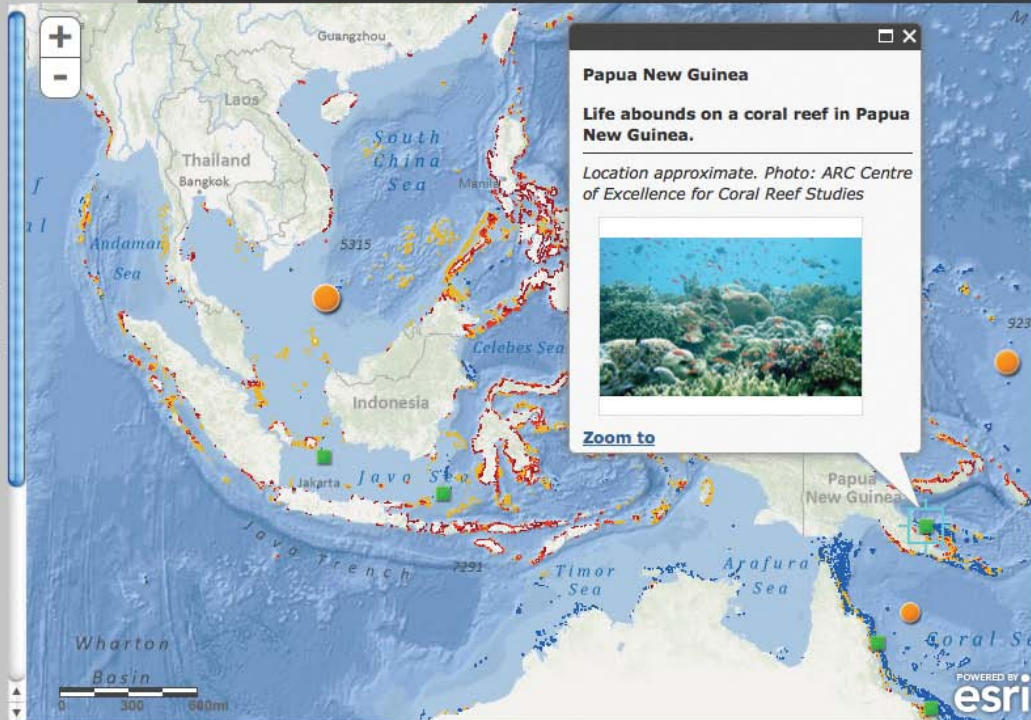 +
-
Guangzhou
Laos
Thailand
Bangkok
South
China
Sea
Manila
Andaman
Sea
5315
Celebes Sea
Indonesia
Java Sea
Jakarta
Java Trench
7291
Timor
Sea
Arafura
Sea
Wharton
Basin
0 300 600mi
Papua New Guinea
Life abounds on a coral reef in Papua
New Guinea.
Location approximate. Photo: ARC Centre
of Excellence for Coral Reef Studies
Zoom to
Papua
New Guinea
923
Coral Se
POWERED BY
esri